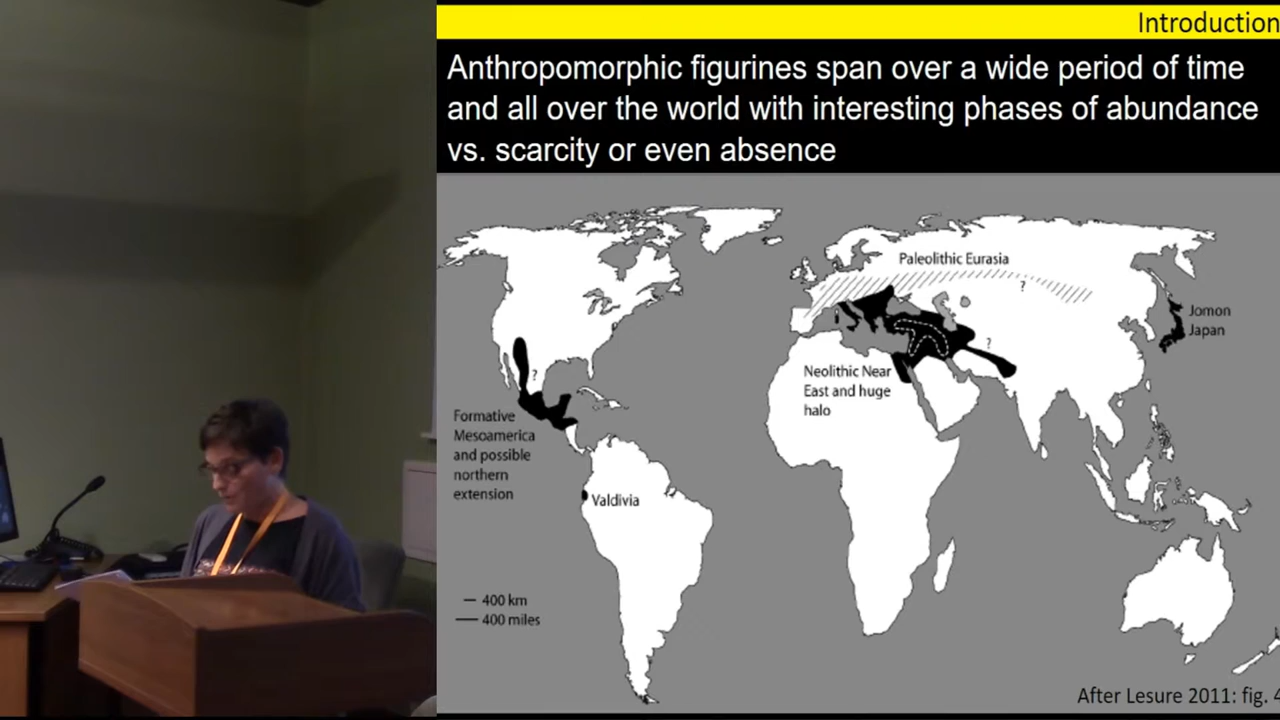 Introduction
Anthropomorphic figurines span over a wide period of time
and all over the world with interesting phases of abundance
vs. scarcity or even absence
Paleolithic Eurasia
?
Jomon
Japan
?
Neolithic Near
East and huge
halo
?
Formative
Mesoamerica
and possible
northern
extension
Valdivia
400 km
400 miles
After Lesure 2011: fig. 4